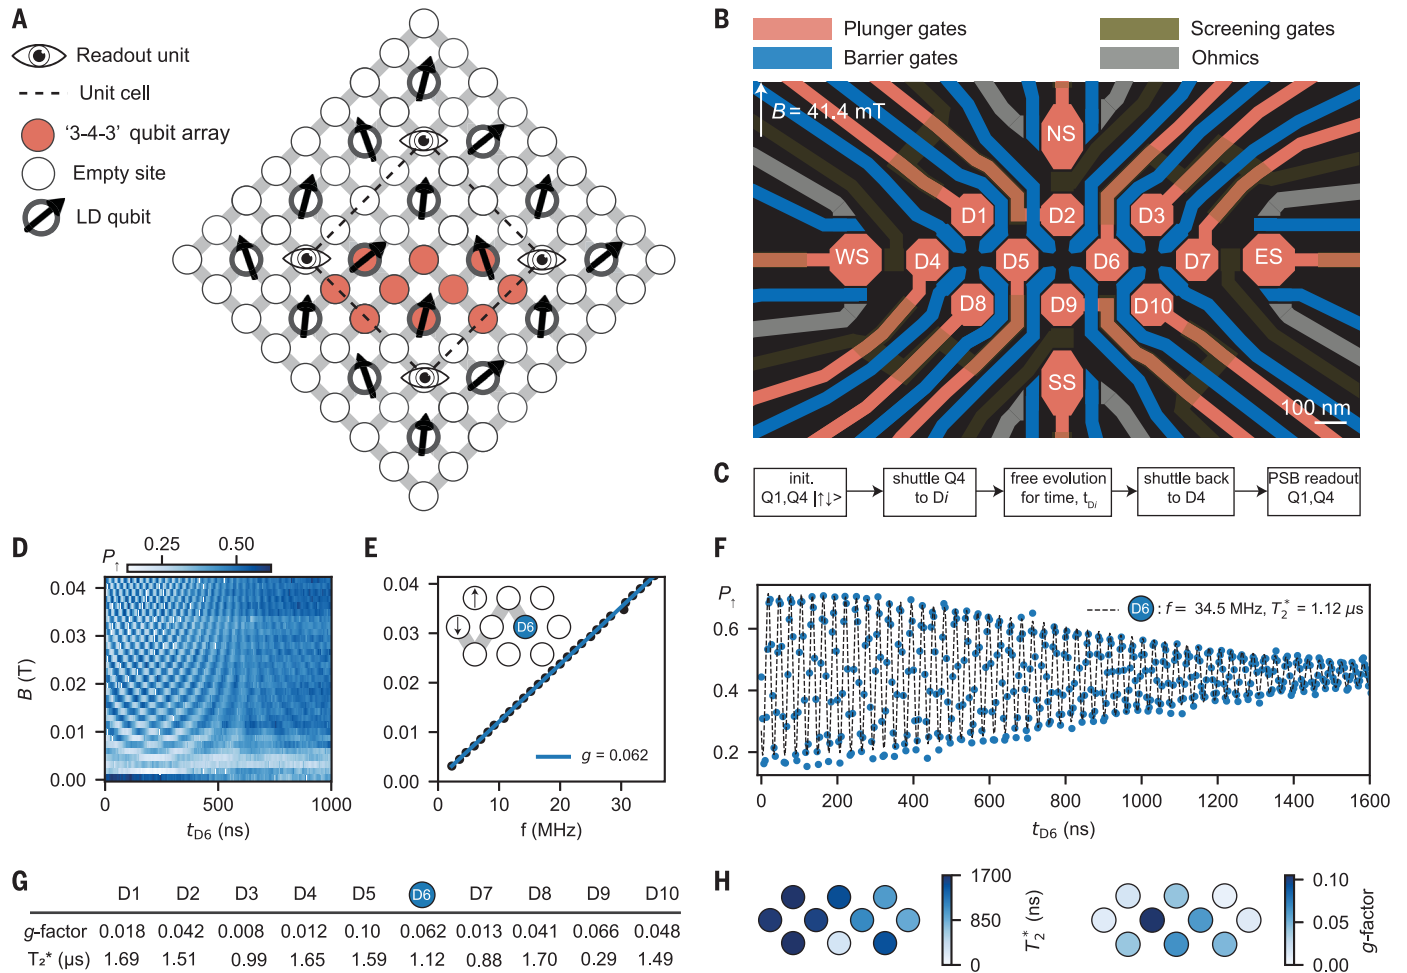 A
Readout unit
Unit cell
'3-4-3' qubit array
Empty site
LD qubit
B
Plunger gates
Screening gates
Barrier gates
Ohmics
B = 41.4 mT
NS
D1 D2 D3
WS D4 D5 D6 D7 ES
D8 D9 D10
SS
100 nm
C
init.
Q1,Q4 |↑↓>
shuttle Q4
to Di
free evolution
for time, t_Di
shuttle back
to D4
PSB readout
Q1,Q4
D
P↑
0.25 0.50
0.04
0.03
0.02
0.01
0.00
B (T)
0 500 1000
t_D6 (ns)
E
0.04
0.03
0.02
0.01
0.00
↑
↓ D6
g = 0.062
0 10 20 30
f (MHz)
F
P↑
0.6
0.4
0.2
D6 : f = 34.5 MHz, T₂* = 1.12 µs
0 200 400 600 800 1000 1200 1400 1600
t_D6 (ns)
G
D1 D2 D3 D4 D5 D6 D7 D8 D9 D10
g-factor 0.018 0.042 0.008 0.012 0.10 0.062 0.013 0.041 0.066 0.048
T₂* (µs) 1.69 1.51 0.99 1.65 1.59 1.12 0.88 1.70 0.29 1.49
H
1700
850
0
T₂* (ns)
0.10
0.05
0.00
g-factor